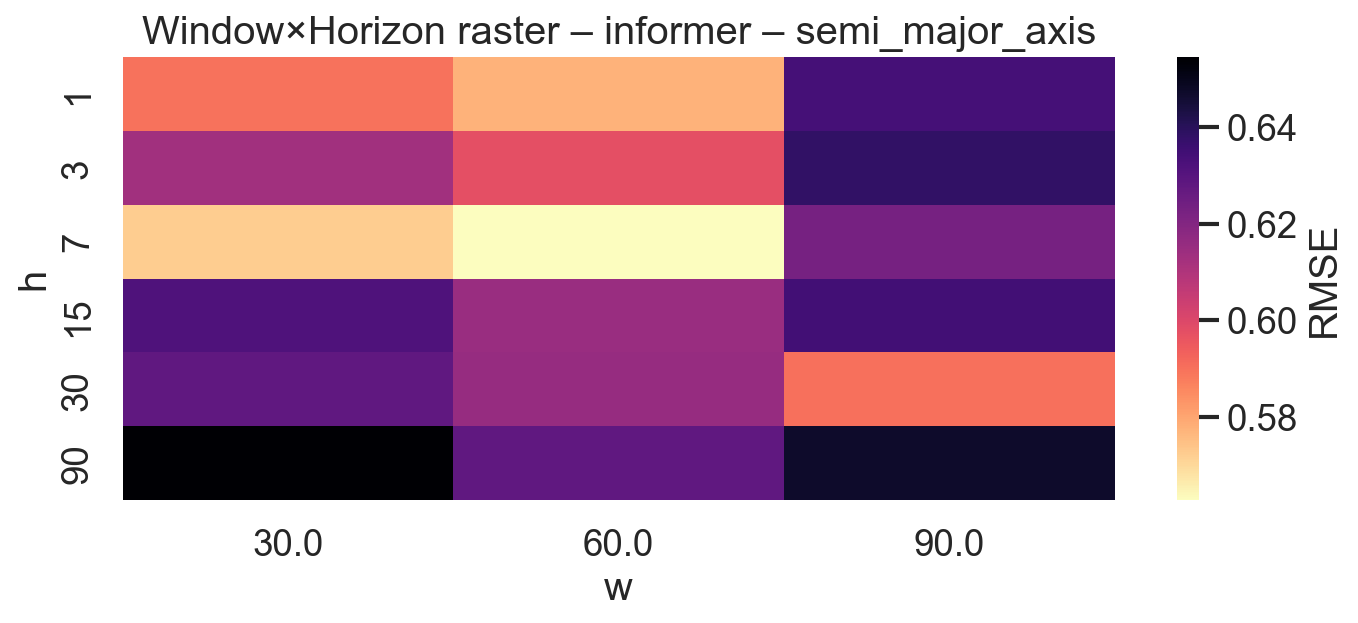 Window×Horizon raster – informer – semi_major_axis
h
1
3
7
15
30
90
30.0 60.0 90.0
w
0.64
0.62
0.60
0.58
RMSE